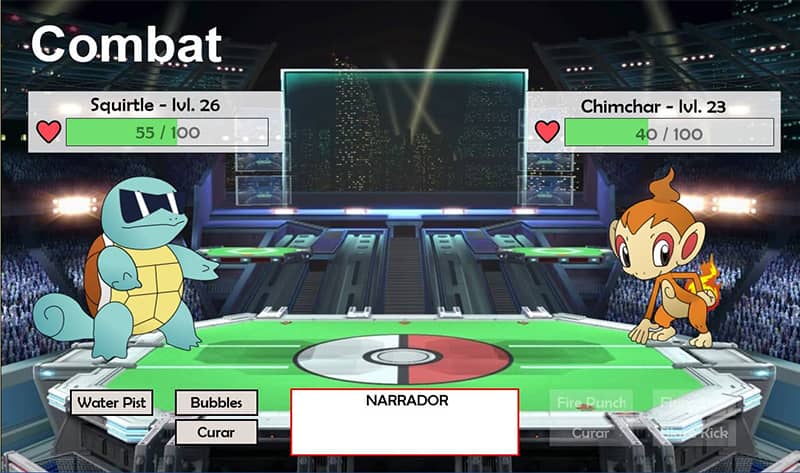 Combat
Squirtle - lvl. 26
55 / 100
Chimchar - lvl. 23
40 / 100
Water Pist
Bubbles
Curar
NARRADOR
Fire Punch
Curar
Kick